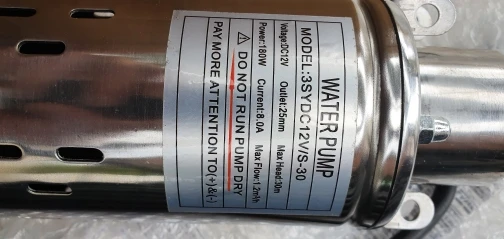 WATER PUMP
MODEL:3SYDC12V/S-30
Voltage:DC12V Outlet:25mm Max Head:30m
Power:180W Current:8.0A Max Flow:1.2m³/h
⚠ DO NOT RUN PUMP DRY
PAY MORE ATTENTION TO(+)&(-)